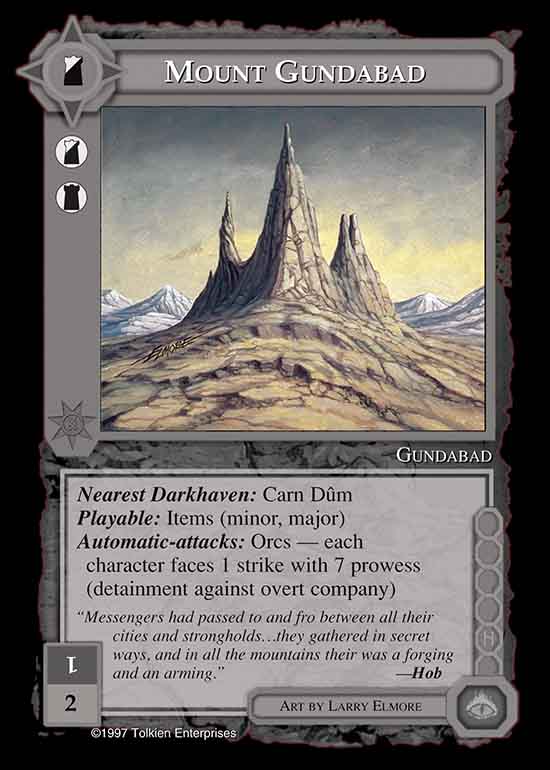 MOUNT GUNDABAD
ELMORE
GUNDABAD
Nearest Darkhaven: Carn Dûm
Playable: Items (minor, major)
Automatic-attacks: Orcs — each
character faces 1 strike with 7 prowess
(detainment against overt company)
“Messengers had passed to and fro between all their
cities and strongholds…they gathered in secret
ways, and in all the mountains their was a forging
and an arming.” —Hob
1
2
H
ART BY LARRY ELMORE
©1997 Tolkien Enterprises